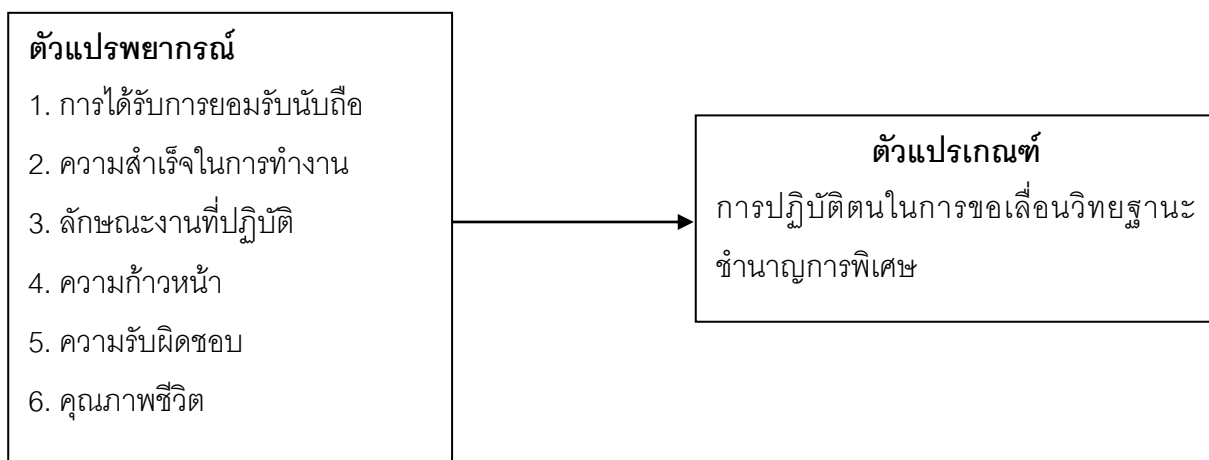 ตัวแปรพยากรณ์
1. การได้รับการยอมรับนับถือ
2. ความสำเร็จในการทำงาน
3. ลักษณะงานที่ปฏิบัติ
4. ความก้าวหน้า
5. ความรับผิดชอบ
6. คุณภาพชีวิต
ตัวแปรเกณฑ์
การปฏิบัติตนในการขอเลื่อนวิทยฐานะ
ชำนาญการพิเศษ